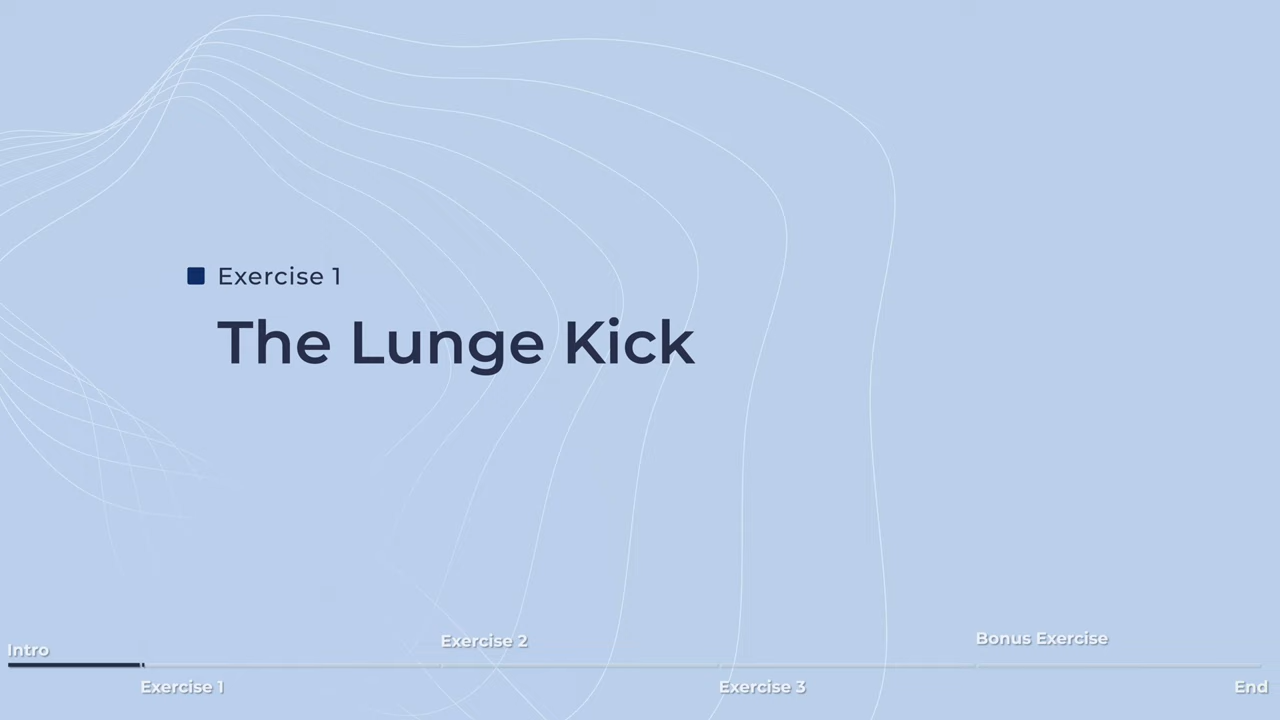 Exercise 1
The Lunge Kick
Exercise 2
Bonus Exercise
Intro
Exercise 1
Exercise 3
End